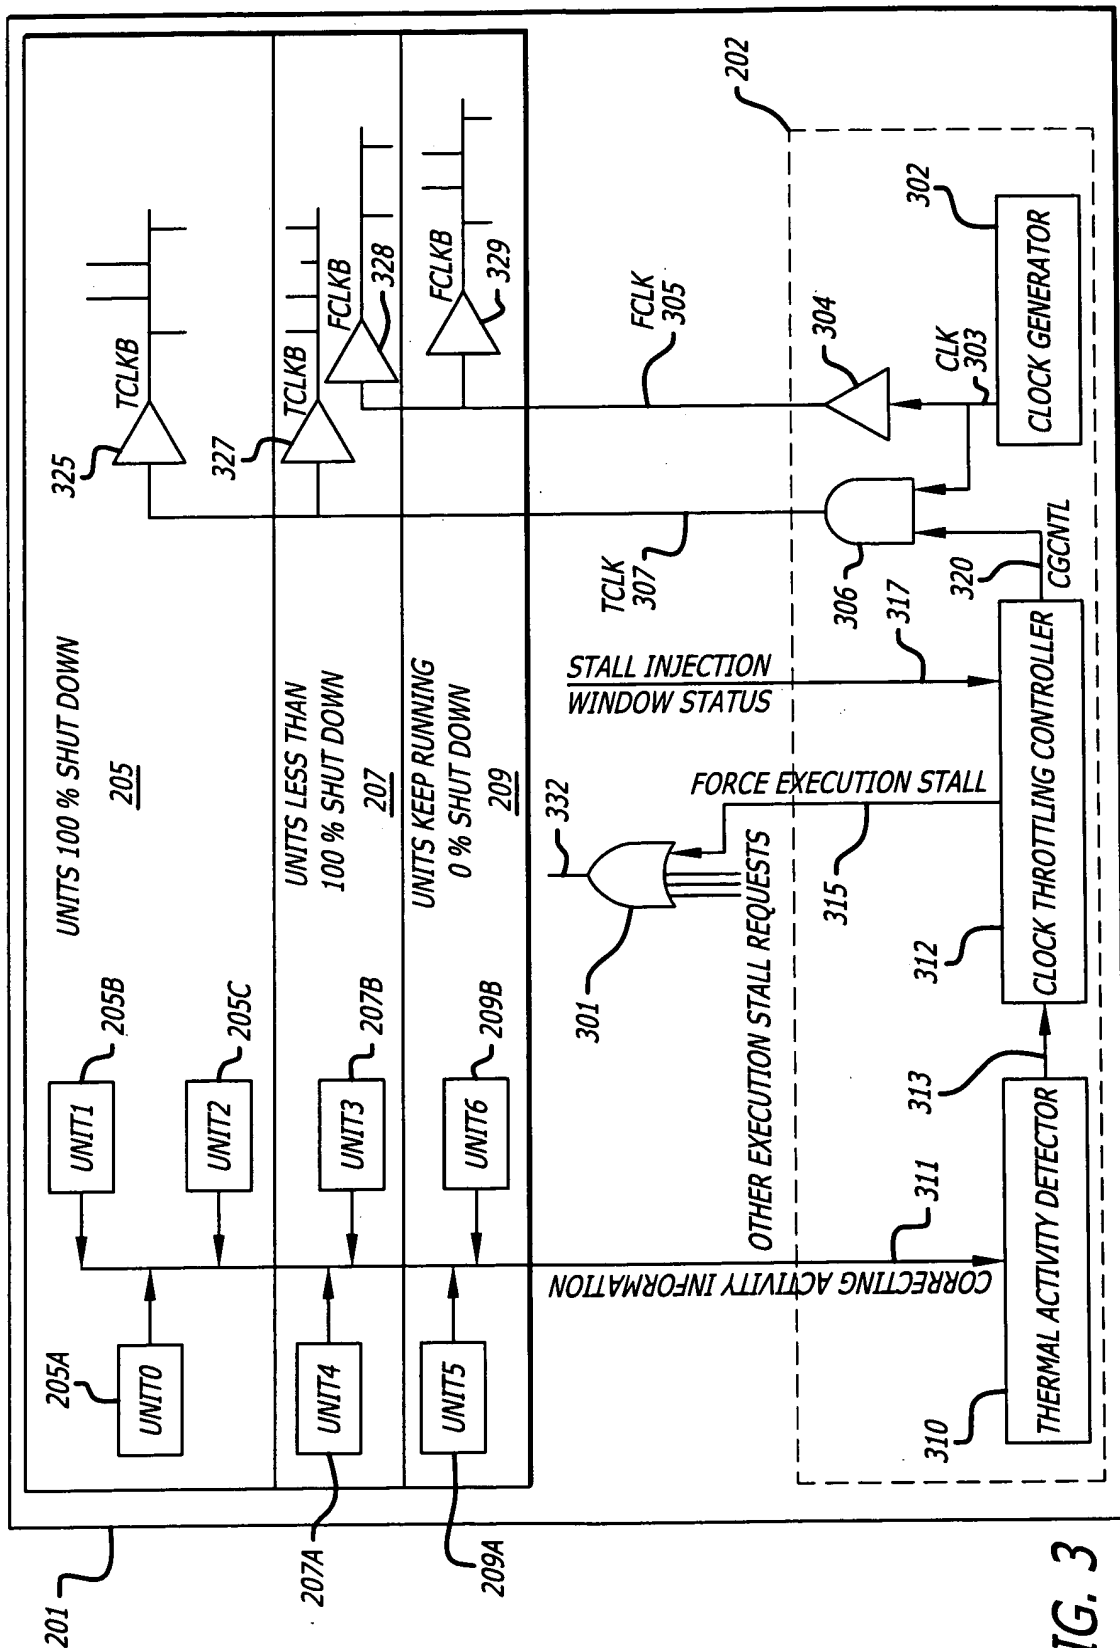 201
205A
UNIT0
UNIT1
205B
UNIT2
205C
UNITS 100 % SHUT DOWN
205
325
TCLKB
207A
UNIT4
UNIT3
207B
UNITS LESS THAN
100 % SHUT DOWN
207
327
TCLKB
FCLKB
328
209A
UNIT5
UNIT6
209B
UNITS KEEP RUNNING
0 % SHUT DOWN
209
FCLKB
329
CORRECTING ACTIVITY INFORMATION
311
301
332
OTHER EXECUTION STALL REQUESTS
FORCE EXECUTION STALL
315
STALL INJECTION
WINDOW STATUS
317
TCLK
307
FCLK
305
202
306
304
CLK
303
302
CLOCK GENERATOR
320
CGCNTL
312
CLOCK THROTTLING CONTROLLER
313
310
THERMAL ACTIVITY DETECTOR
IG. 3